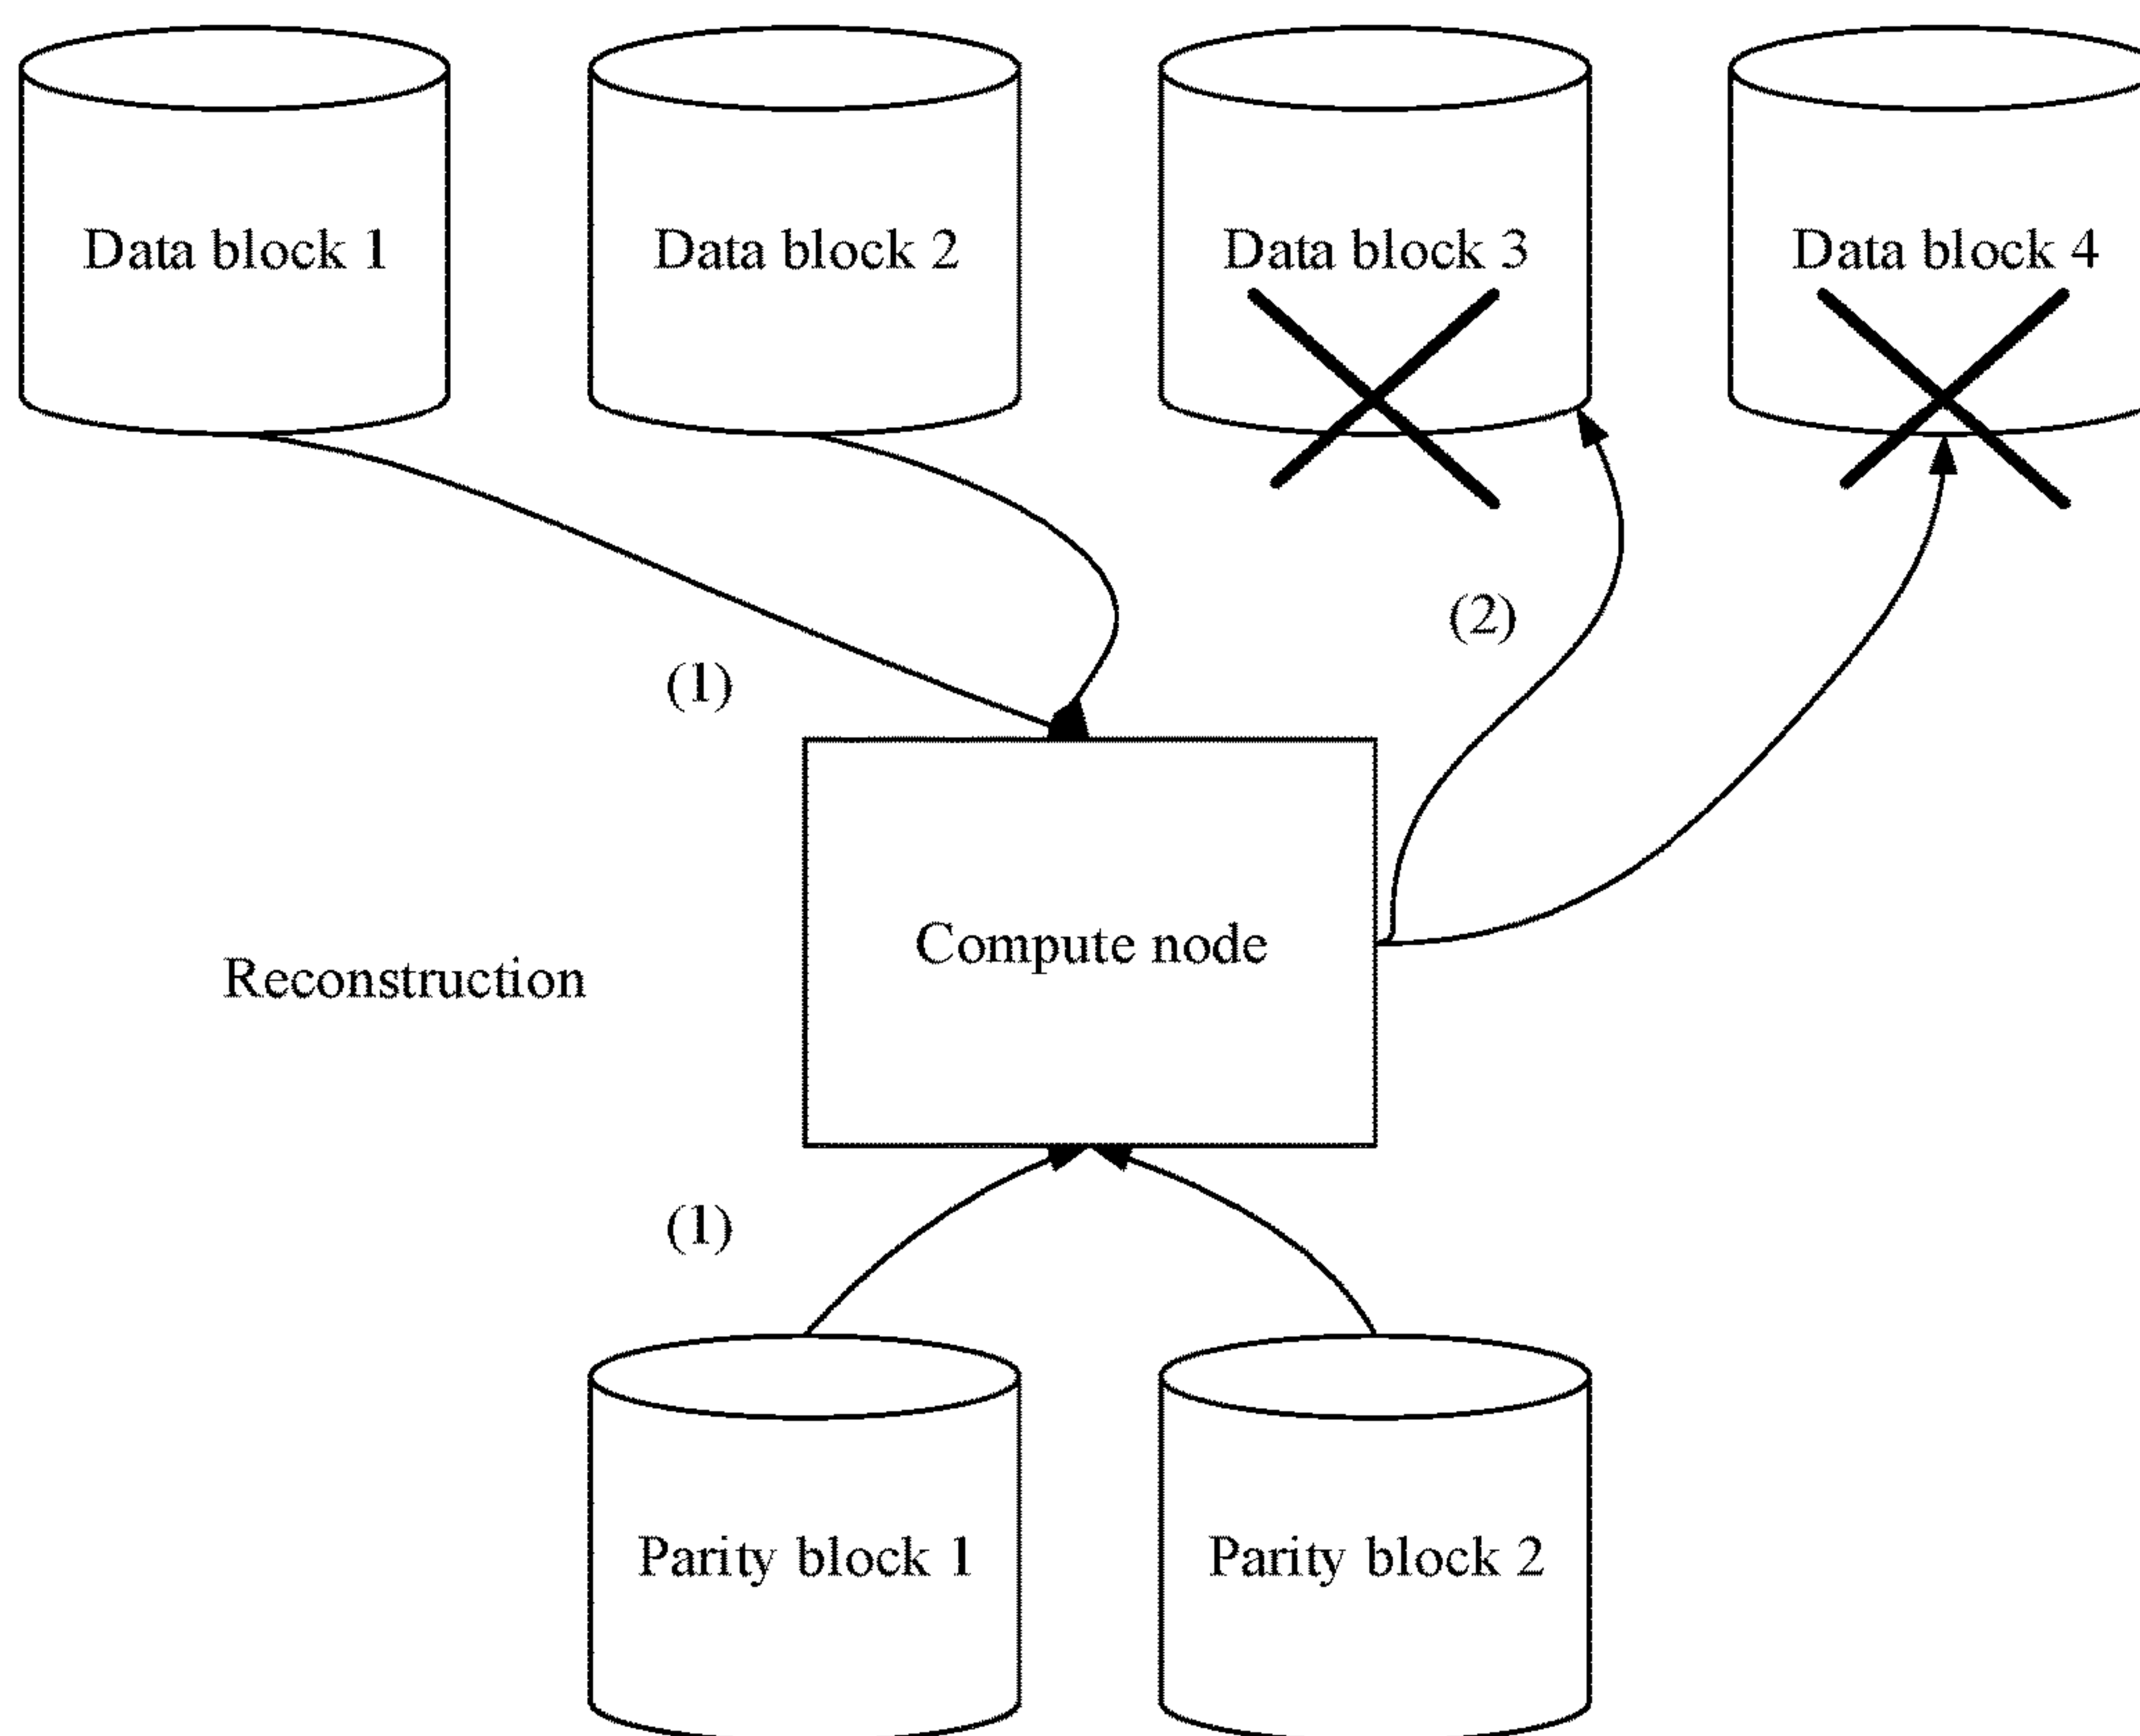 Data block 1
Data block 2
Data block 3
Data block 4
(2)
(1)
Compute node
Reconstruction
(1)
Parity block 1
Parity block 2